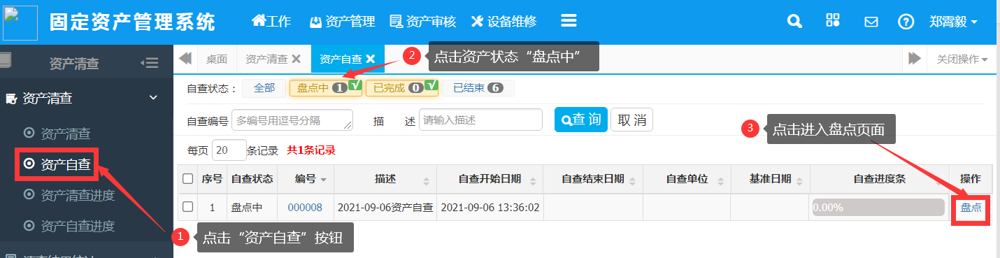 固定资产管理系统
工作 资产管理 资产审核 设备维修
郑霄毅
资产清查
桌面 资产清查 资产自查 关闭操作
2 点击资产状态“盘点中”
资产清查
资产清查
资产自查
资产清查进度
资产自查进度
自查状态： 全部 盘点中 1 已完成 0 已结束 6
自查编号 多编号用逗号分隔 描 述 请输入描述 查 询 取 消
3 点击进入盘点页面
每页 20 条记录 共1条记录
序号 自查状态 编号 描述 自查开始日期 自查结束日期 自查单位 基准日期 自查进度条 操作
1 盘点中 000008 2021-09-06资产自查 2021-09-06 13:36:02 0.00% 盘点
1 点击“资产自查”按钮